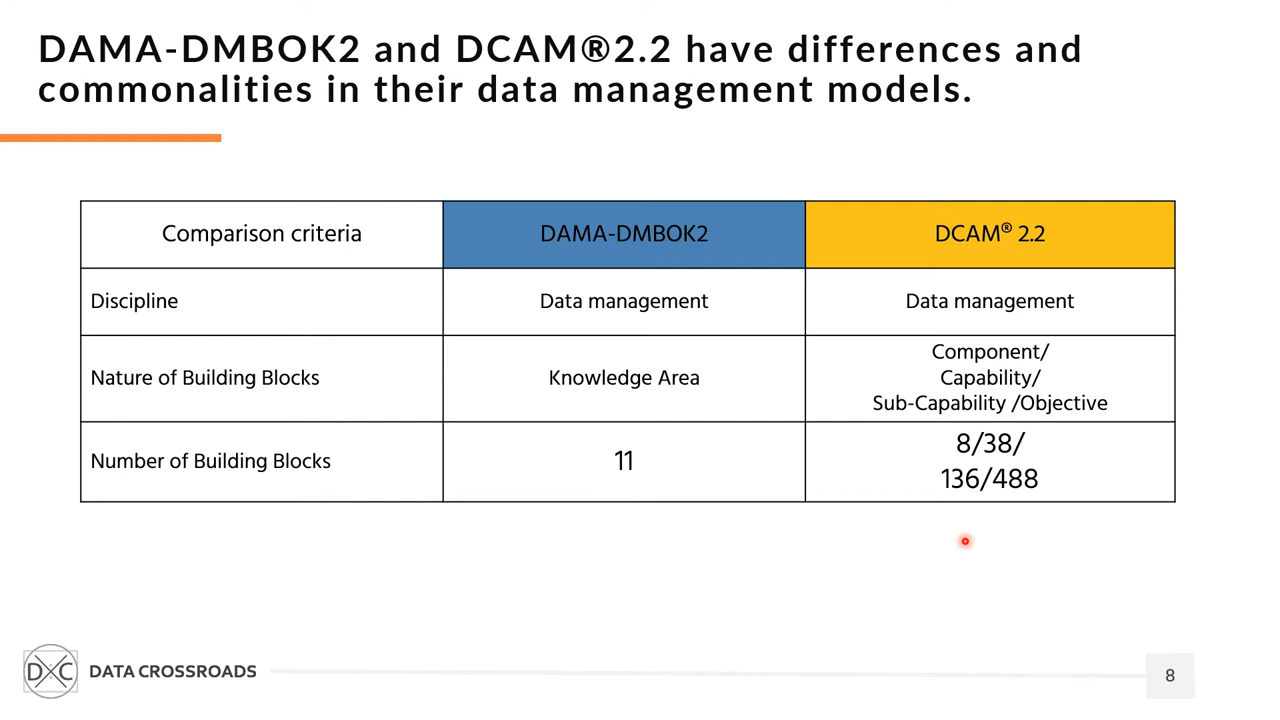 DAMA-DMBOK2 and DCAM®2.2 have differences and
commonalities in their data management models.
Comparison criteria
DAMA-DMBOK2
DCAM® 2.2
Discipline
Data management
Data management
Nature of Building Blocks
Knowledge Area
Component/
Capability/
Sub-Capability /Objective
Number of Building Blocks
11
8/38/
136/488
DXC
DATA CROSSROADS
8